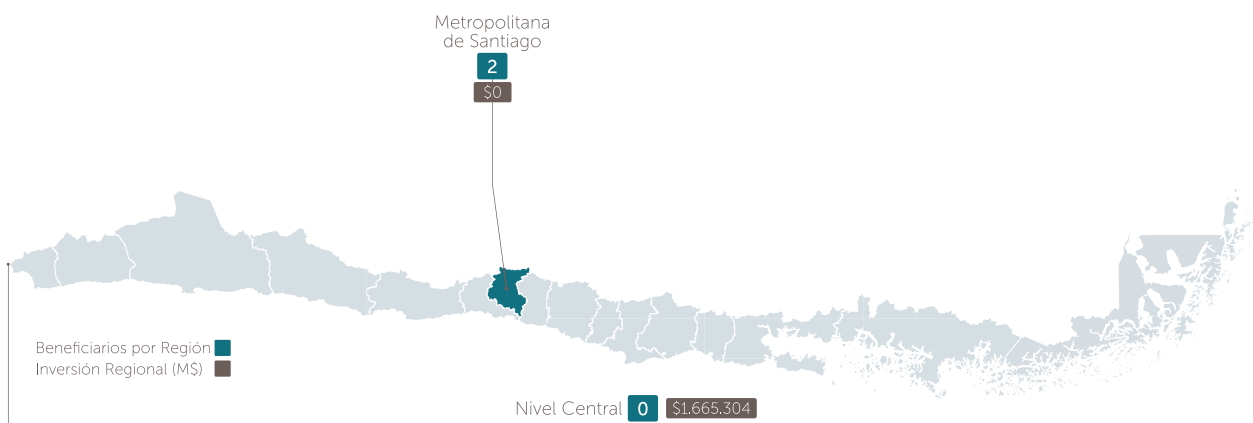 Metropolitana
de Santiago
2
$0
Beneficiarios por Región
Inversión Regional (M$)
Nivel Central 0 $1.665.304